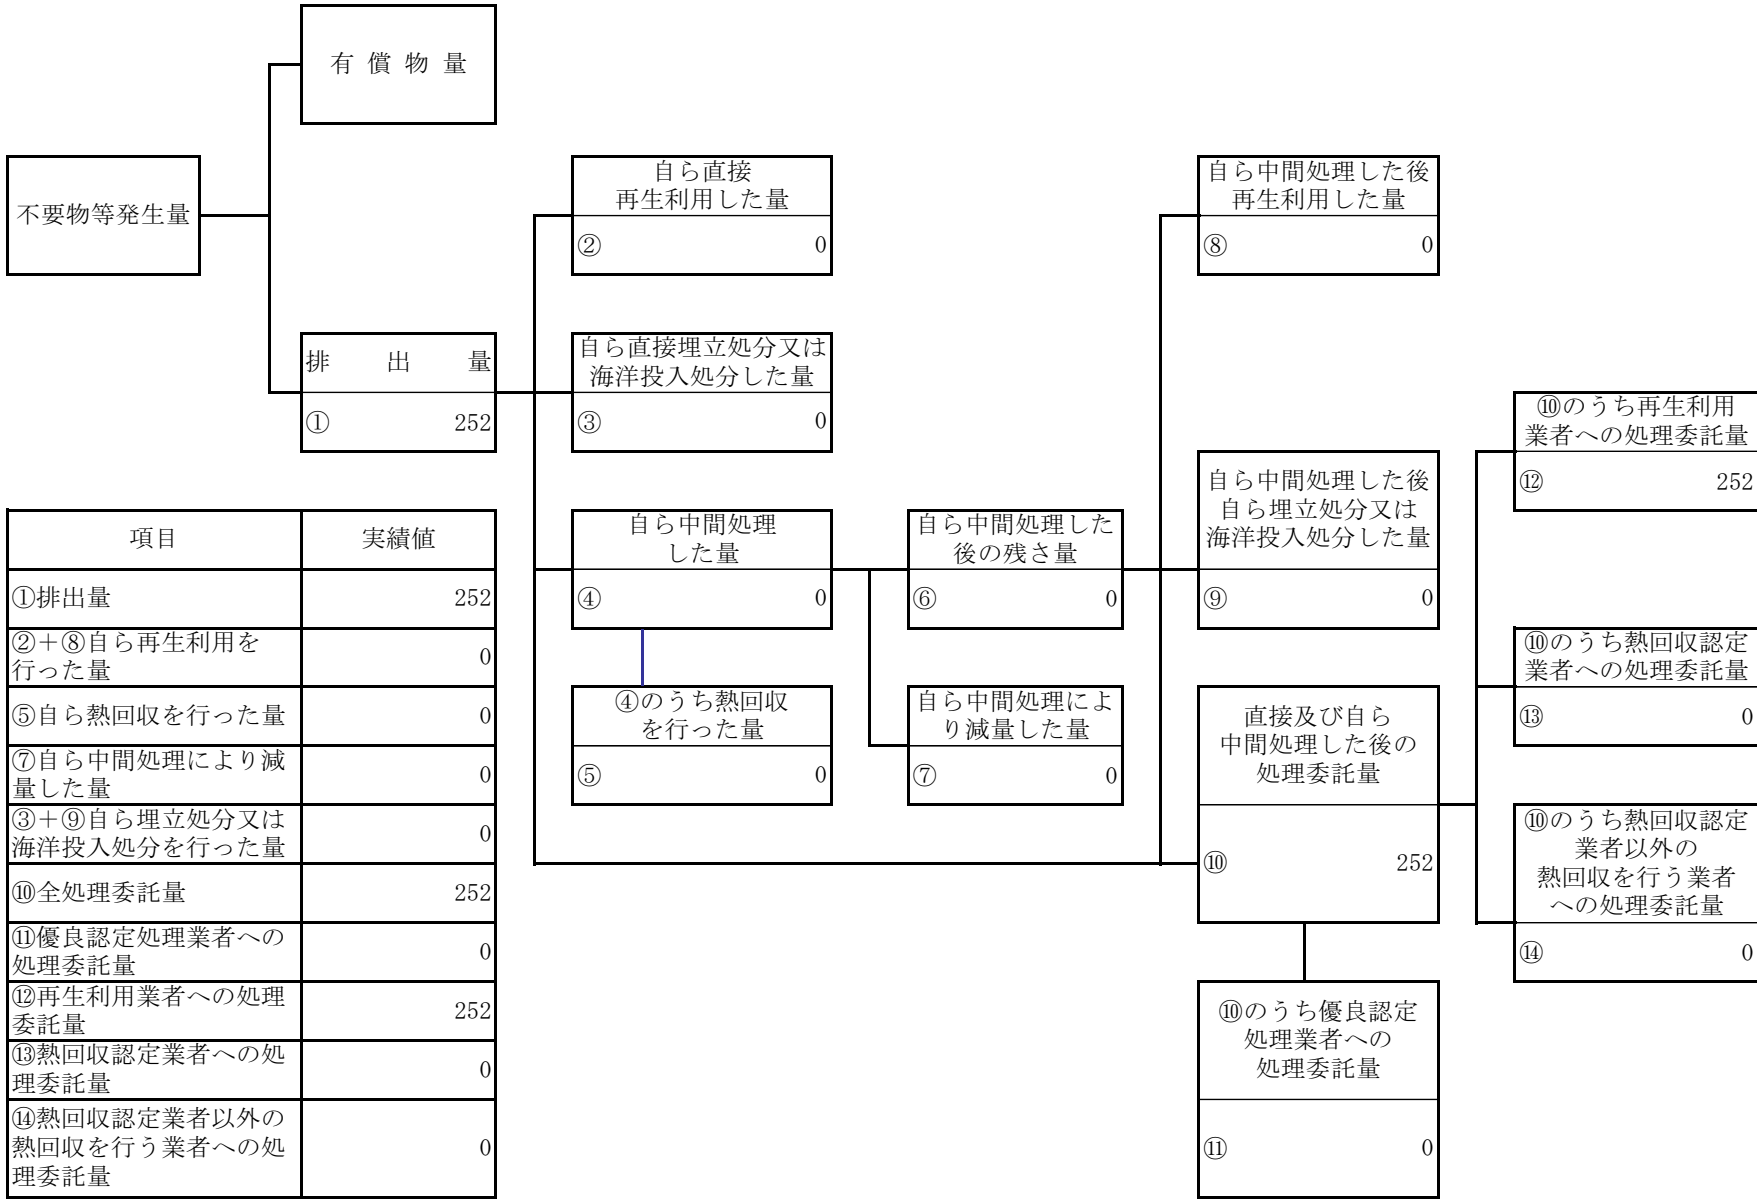 有償物量
不要物等発生量
自ら直接
再生利用した量
② 0
自ら中間処理した後
再生利用した量
⑧ 0
排出量
① 252
自ら直接埋立処分又は
海洋投入処分した量
③ 0
⑩のうち再生利用
業者への処理委託量
⑫ 252
自ら中間処理
した量
④ 0
自ら中間処理した
後の残さ量
⑥ 0
自ら中間処理した後
自ら埋立処分又は
海洋投入処分した量
⑨ 0
⑩のうち熱回収認定
業者への処理委託量
⑬ 0
④のうち熱回収
を行った量
⑤ 0
自ら中間処理によ
り減量した量
⑦ 0
直接及び自ら
中間処理した後の
処理委託量
⑩ 252
⑩のうち熱回収認定
業者以外の
熱回収を行う業者
への処理委託量
⑭ 0
⑩のうち優良認定
処理業者への
処理委託量
⑪ 0
項目 実績値
①排出量 252
②＋⑧自ら再生利用を
行った量 0
⑤自ら熱回収を行った量 0
⑦自ら中間処理により減
量した量 0
③＋⑨自ら埋立処分又は
海洋投入処分を行った量 0
⑩全処理委託量 252
⑪優良認定処理業者への
処理委託量 0
⑫再生利用業者への処理
委託量 252
⑬熱回収認定業者への処
理委託量 0
⑭熱回収認定業者以外の
熱回収を行う業者への処
理委託量 0